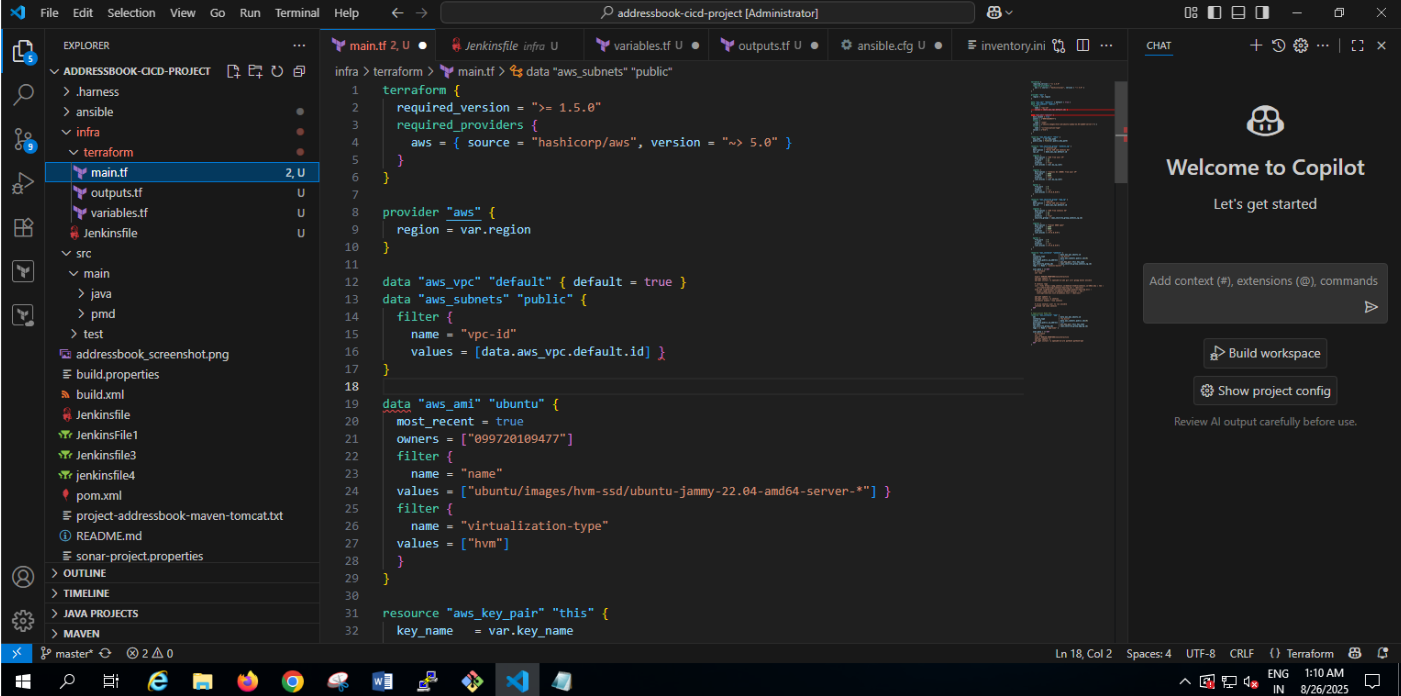 File Edit Selection View Go Run Terminal Help
addressbook-cicd-project [Administrator]
EXPLORER
ADDRESSBOOK-CICD-PROJECT
.harness
ansible
infra
terraform
main.tf 2, U
outputs.tf U
variables.tf U
Jenkinsfile U
src
main
java
pmd
test
addressbook_screenshot.png
build.properties
build.xml
Jenkinsfile
JenkinsFile1
Jenkinsfile3
jenkinsfile4
pom.xml
project-addressbook-maven-tomcat.txt
README.md
sonar-project.properties
OUTLINE
TIMELINE
JAVA PROJECTS
MAVEN
5
9
main.tf 2, U
Jenkinsfile infra U
variables.tf U
outputs.tf U
ansible.cfg U
inventory.ini
infra > terraform > main.tf > data "aws_subnets" "public"
1 terraform {
2 required_version = ">= 1.5.0"
3 required_providers {
4 aws = { source = "hashicorp/aws", version = "~> 5.0" }
5 }
6 }
7
8 provider "aws" {
9 region = var.region
10 }
11
12 data "aws_vpc" "default" { default = true }
13 data "aws_subnets" "public" {
14 filter {
15 name = "vpc-id"
16 values = [data.aws_vpc.default.id] }
17 }
18
19 data "aws_ami" "ubuntu" {
20 most_recent = true
21 owners = ["099720109477"]
22 filter {
23 name = "name"
24 values = ["ubuntu/images/hvm-ssd/ubuntu-jammy-22.04-amd64-server-*"] }
25 filter {
26 name = "virtualization-type"
27 values = ["hvm"]
28 }
29 }
30
31 resource "aws_key_pair" "this" {
32 key_name = var.key_name
CHAT
Welcome to Copilot
Let's get started
Add context (#), extensions (@), commands
Build workspace
Show project config
Review AI output carefully before use.
master* 2 0
Ln 18, Col 2 Spaces: 4 UTF-8 CRLF {} Terraform
ENG
IN
1:10 AM
8/26/2025